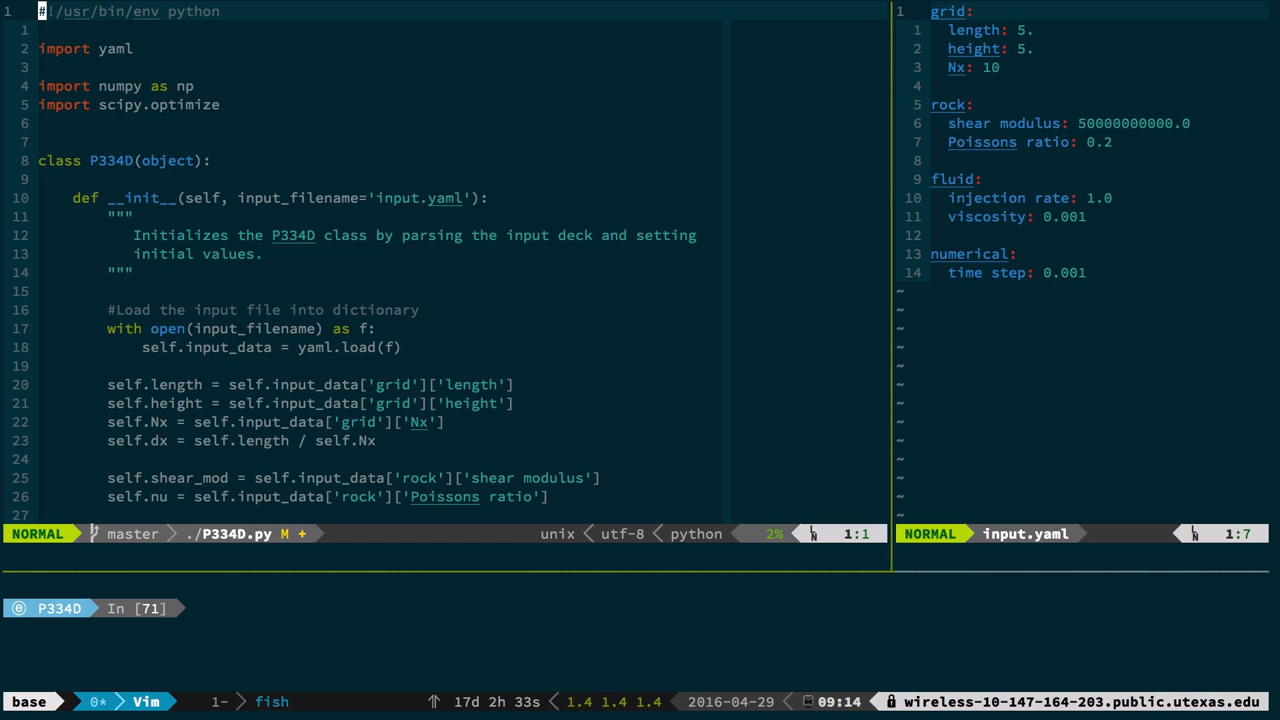 1 #!/usr/bin/env python
1
2 import yaml
3
4 import numpy as np
5 import scipy.optimize
6
7
8 class P334D(object):
9
10 def __init__(self, input_filename='input.yaml'):
11 """
12 Initializes the P334D class by parsing the input deck and setting
13 initial values.
14 """
15
16 #Load the input file into dictionary
17 with open(input_filename) as f:
18 self.input_data = yaml.load(f)
19
20 self.length = self.input_data['grid']['length']
21 self.height = self.input_data['grid']['height']
22 self.Nx = self.input_data['grid']['Nx']
23 self.dx = self.length / self.Nx
24
25 self.shear_mod = self.input_data['rock']['shear modulus']
26 self.nu = self.input_data['rock']['Poissons ratio']
27
NORMAL master ./P334D.py M + unix utf-8 python 2% LN 1:1
1 grid:
1 length: 5.
2 height: 5.
3 Nx: 10
4
5 rock:
6 shear modulus: 50000000000.0
7 Poissons ratio: 0.2
8
9 fluid:
10 injection rate: 1.0
11 viscosity: 0.001
12
13 numerical:
14 time step: 0.001
~
~
~
~
~
~
~
~
~
~
~
~
~
NORMAL input.yaml LN 1:7
ⓔ P334D In [71]
base 0* Vim 1- fish 17d 2h 33s 1.4 1.4 1.4 2016-04-29 09:14 wireless-10-147-164-203.public.utexas.edu